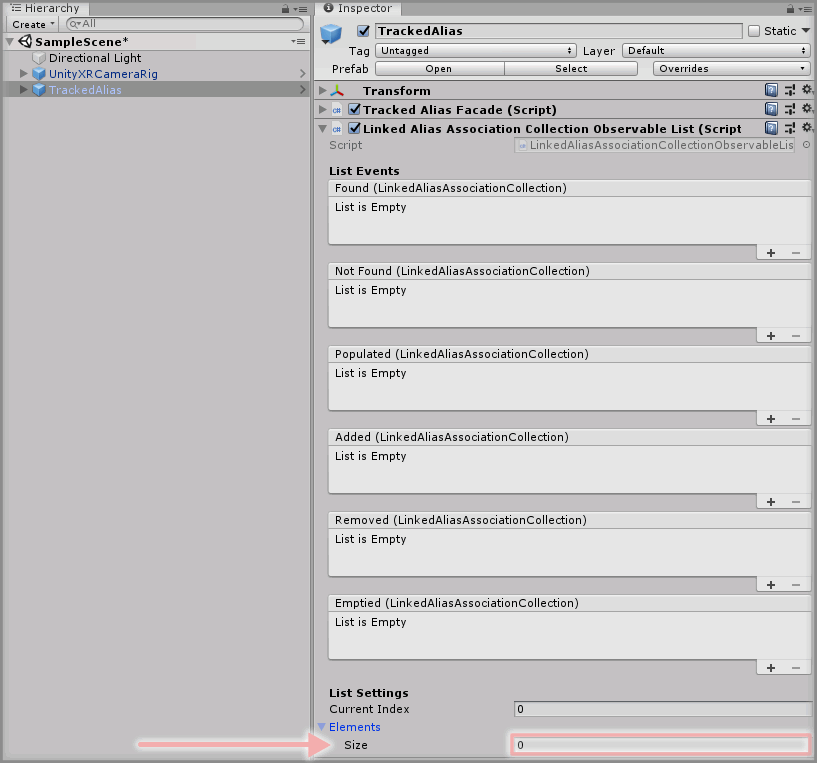 Hierarchy
Create
All
SampleScene*
Directional Light
UnityXRCameraRig
TrackedAlias
Inspector
TrackedAlias
Static
Tag Untagged Layer Default
Prefab Open Select Overrides
Transform
Tracked Alias Facade (Script)
Linked Alias Association Collection Observable List (Script
Script LinkedAliasAssociationCollectionObservableLis
List Events
Found (LinkedAliasAssociationCollection)
List is Empty
+ −
Not Found (LinkedAliasAssociationCollection)
List is Empty
+ −
Populated (LinkedAliasAssociationCollection)
List is Empty
+ −
Added (LinkedAliasAssociationCollection)
List is Empty
+ −
Removed (LinkedAliasAssociationCollection)
List is Empty
+ −
Emptied (LinkedAliasAssociationCollection)
List is Empty
+ −
List Settings
Current Index 0
Elements
Size 0